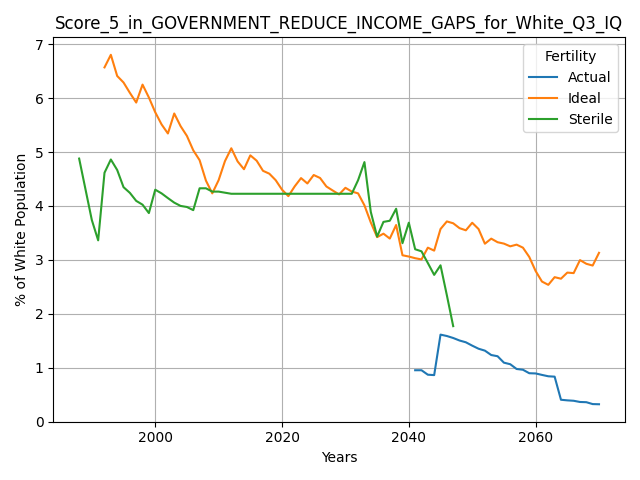 Score_5_in_GOVERNMENT_REDUCE_INCOME_GAPS_for_White_Q3_IQ
Fertility
Actual
Ideal
Sterile
% of White Population
7
6
5
4
3
2
1
0
2000 2020 2040 2060
Years